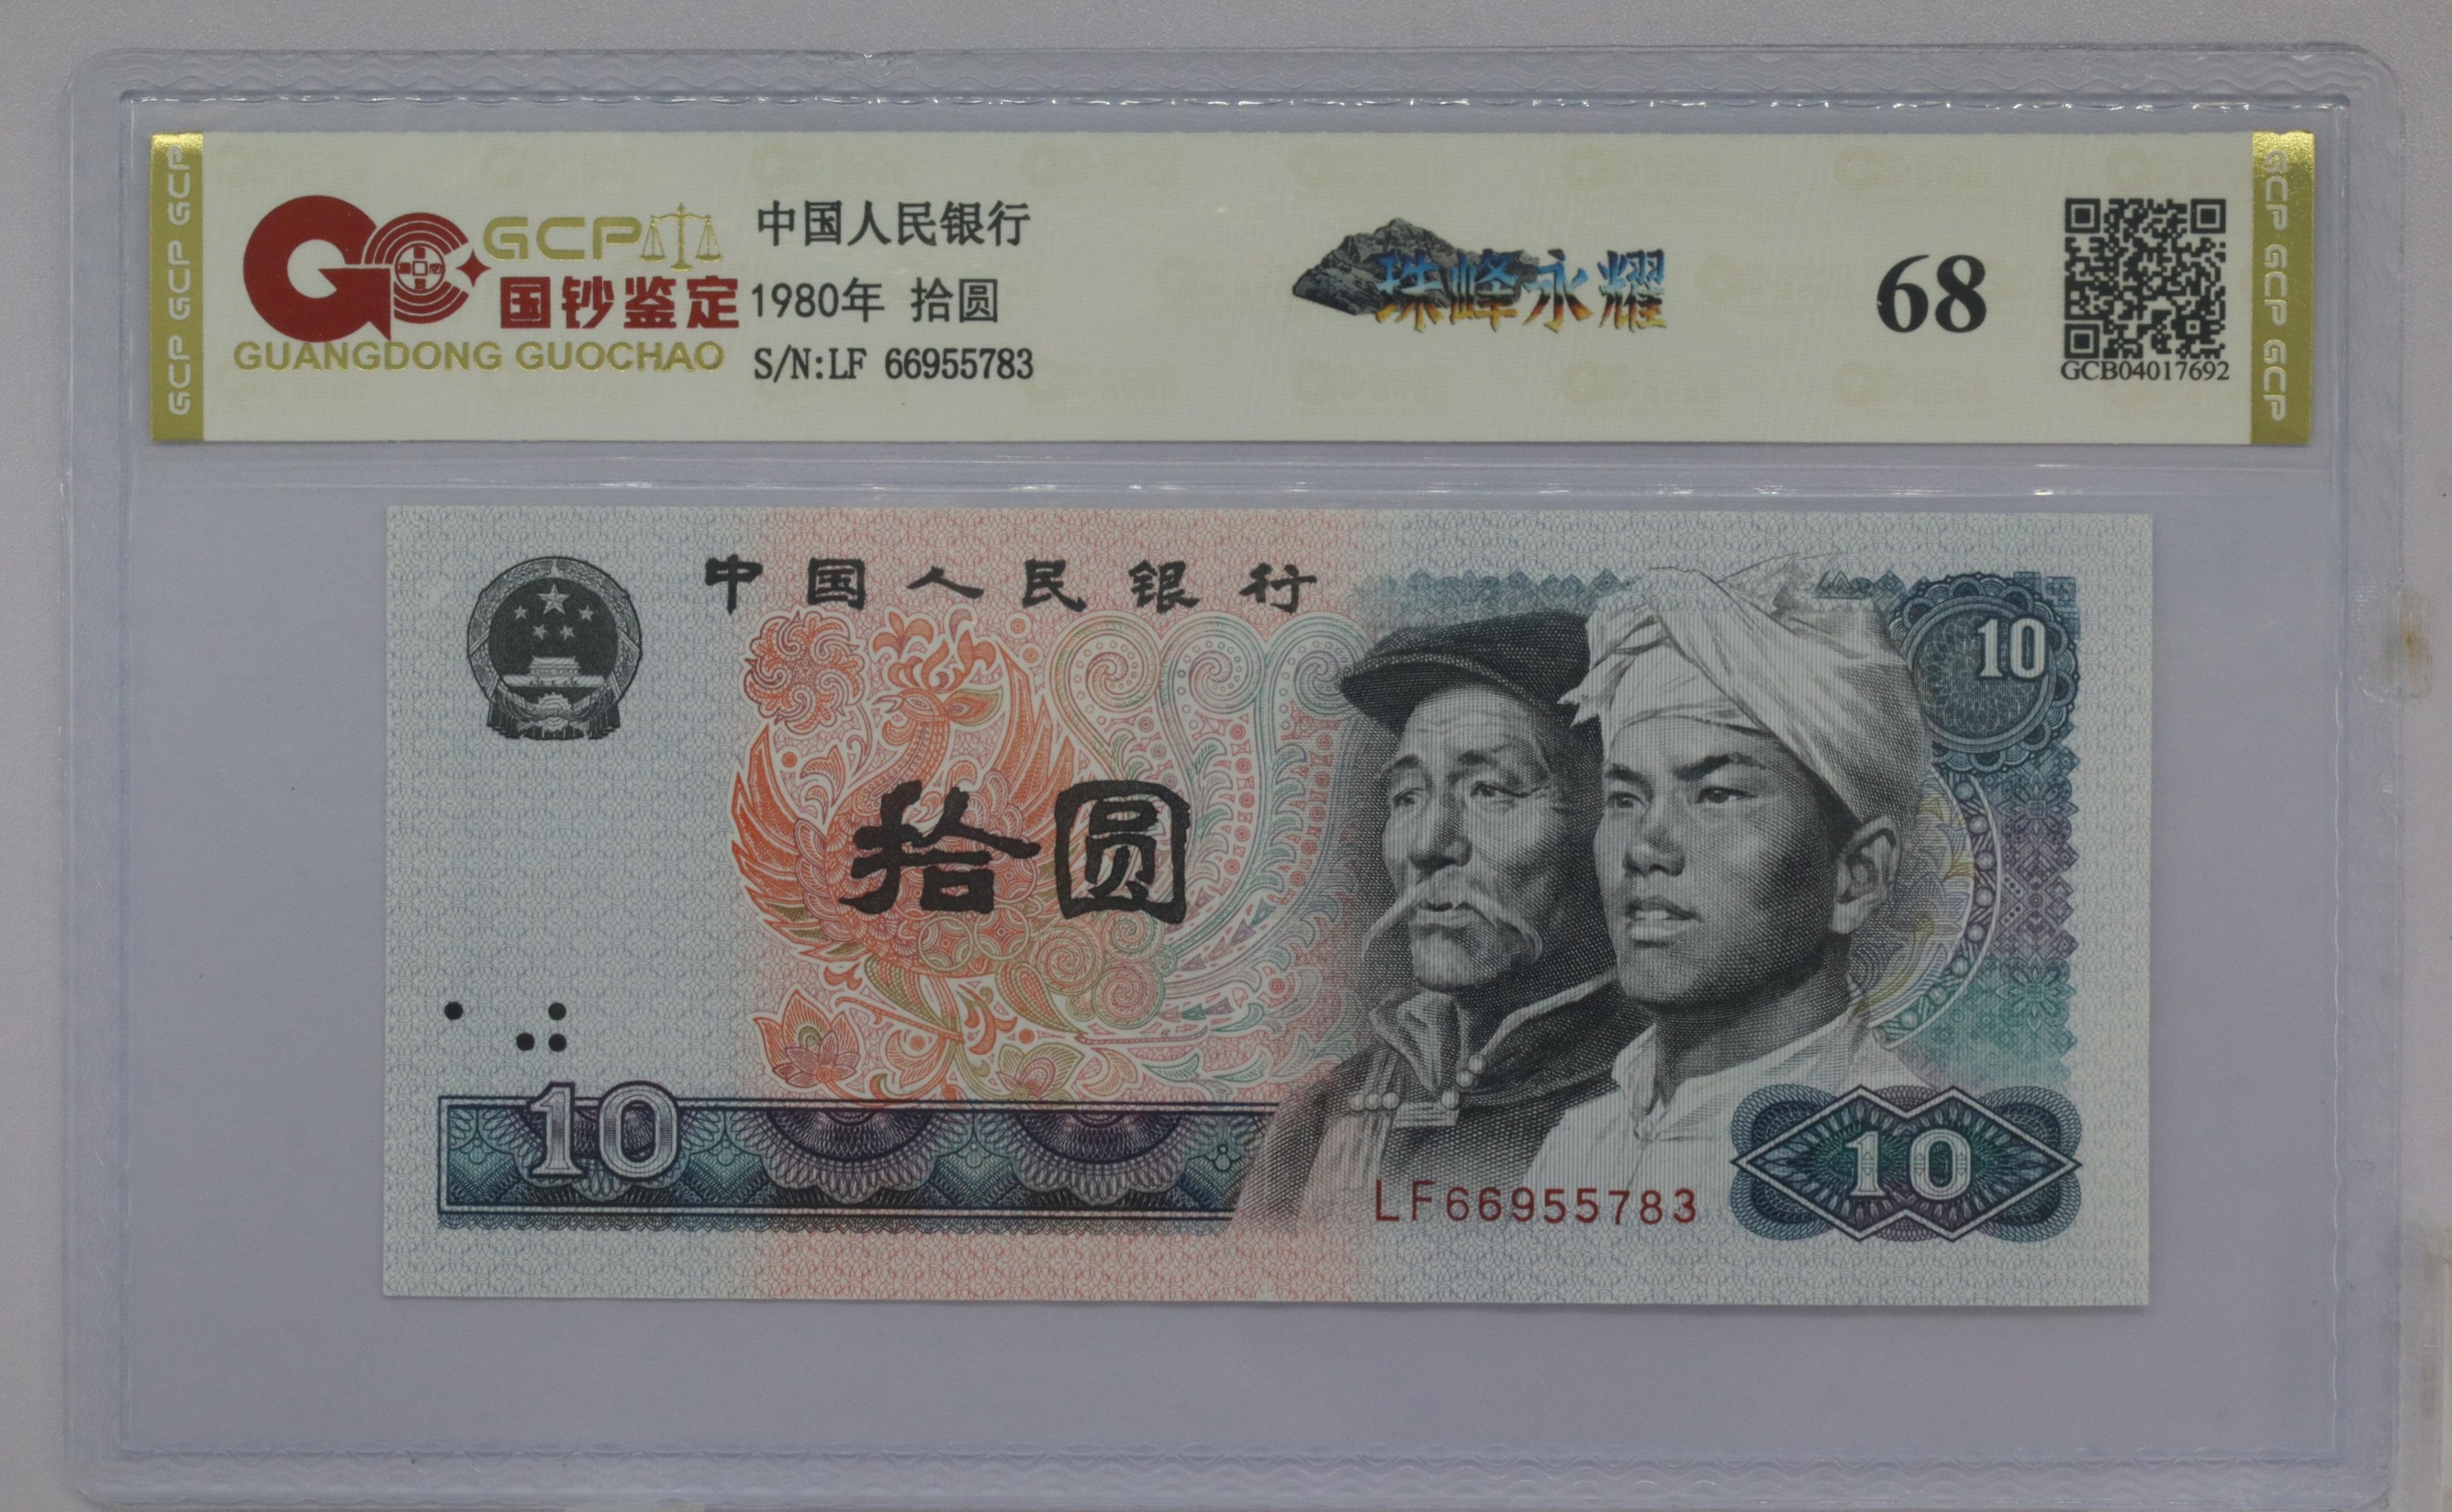 GCP GCP GCP
GCP
国钞鉴定
GUANGDONG GUOCHAO
中国人民银行
1980年 拾圆
S/N:LF 66955783
珠峰永耀
68
GCB04017692
GCP GCP GCP
中国人民银行
10
拾圆
10
LF66955783
10